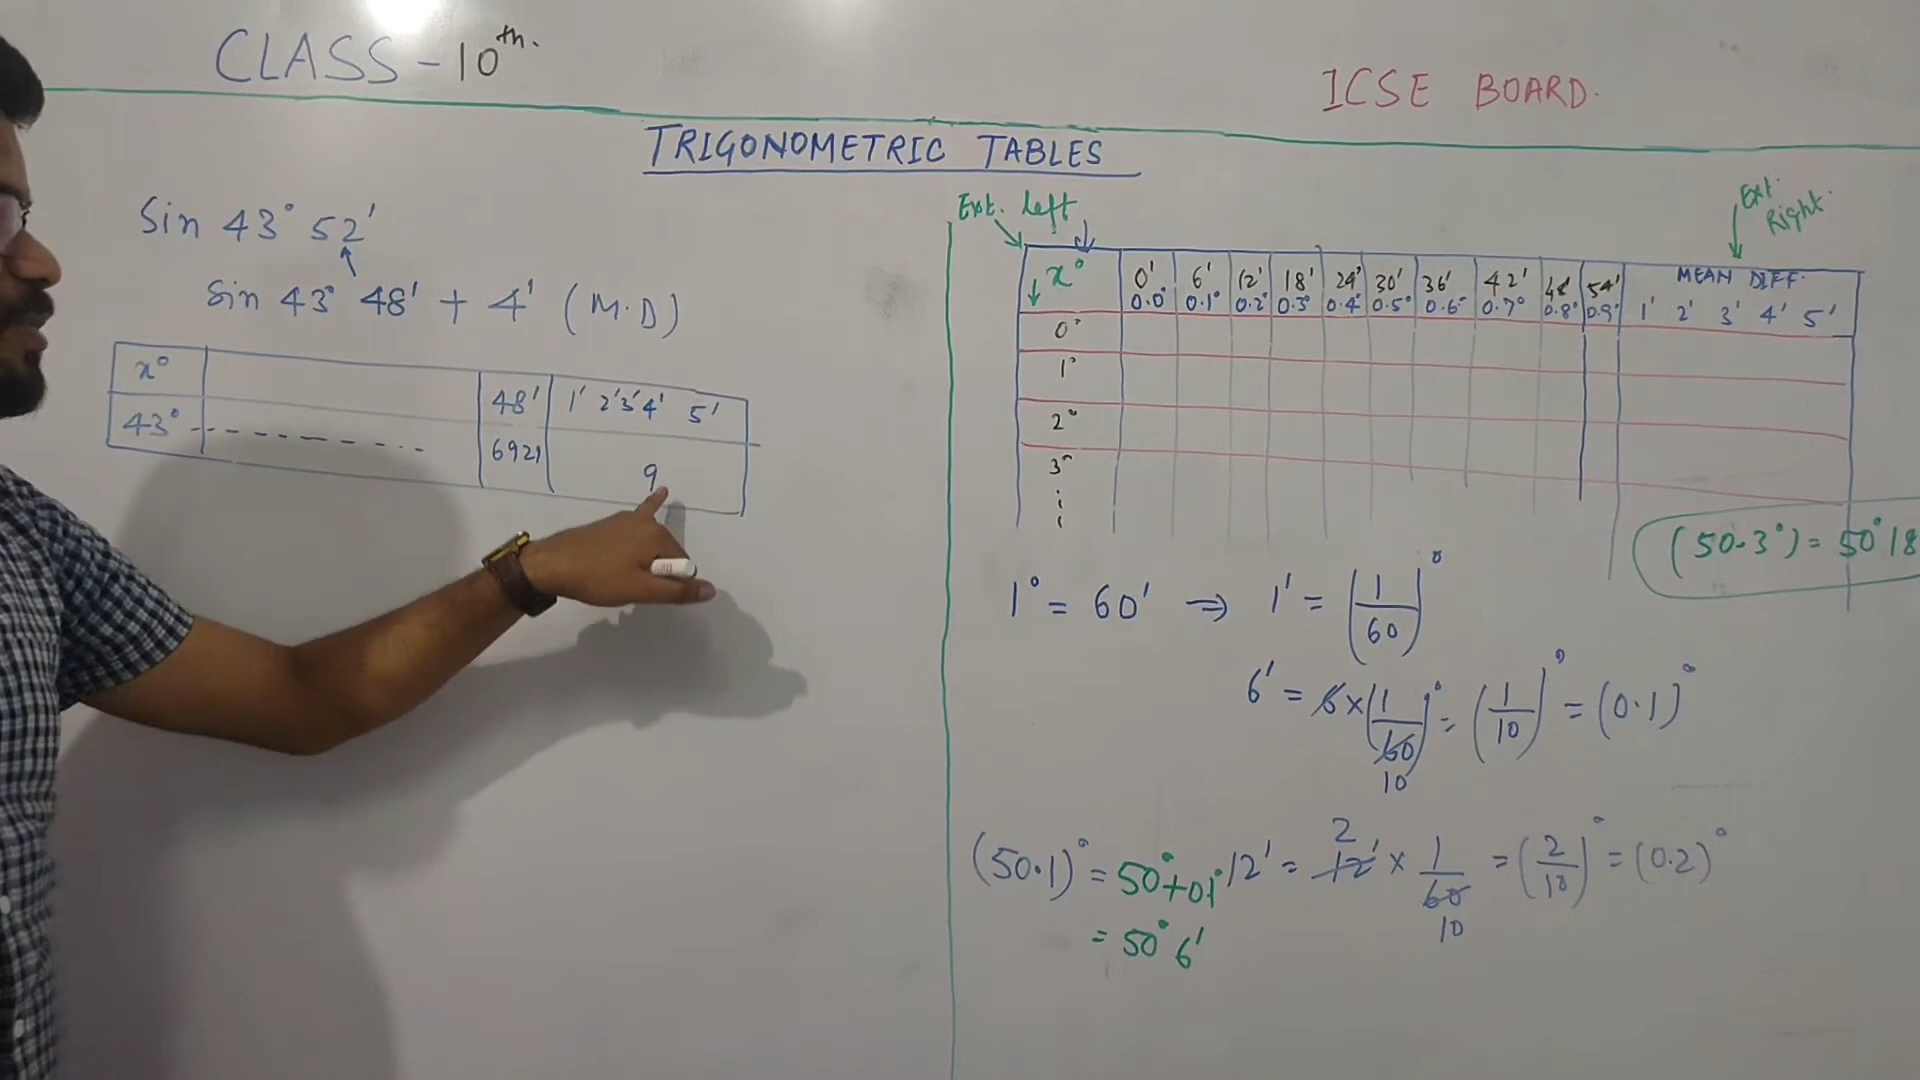 CLASS - 10th.
ICSE BOARD.
TRIGONOMETRIC TABLES
Sin 43° 52'
Sin 43° 48' + 4' (M.D)
x° 48' 1' 2' 3' 4' 5'
43° - - - - - - - - - - 6921 9
Ext. left
Ext. Right.
x° 0' 6' 12' 18' 24' 30' 36' 42' 48' 54' MEAN DIFF.
0.0° 0.1° 0.2° 0.3° 0.4° 0.5° 0.6° 0.7° 0.8° 0.9° 1' 2' 3' 4' 5'
0°
1°
2°
3°
(50.3°) = 50° 18
1° = 60' ⇒ 1' = (1/60)°
6' = 6 × (1/60)° = (1/10)° = (0.1)°
10
(50.1)° = 50° + 0.1°
= 50° 6'
2
12' = 12' × 1/60 = (2/10)° = (0.2)°
10